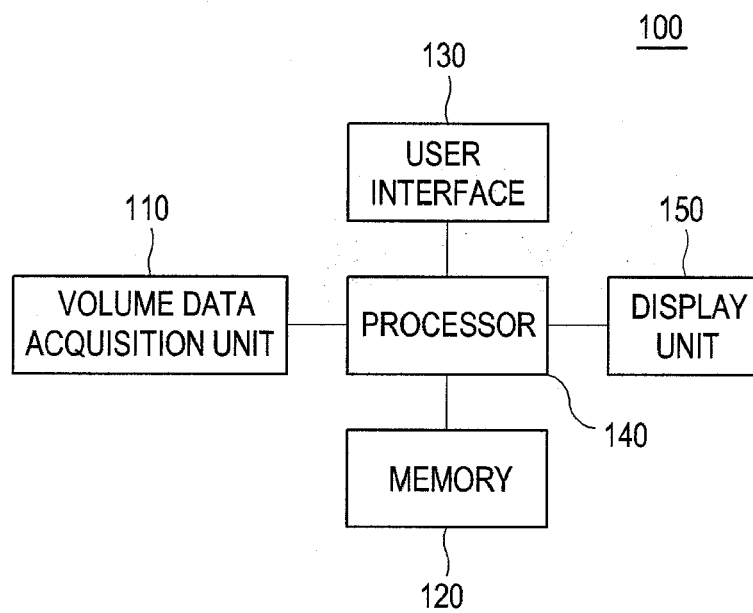 100
130
USER
INTERFACE
110
150
VOLUME DATA
ACQUISITION UNIT
PROCESSOR
DISPLAY
UNIT
140
MEMORY
120